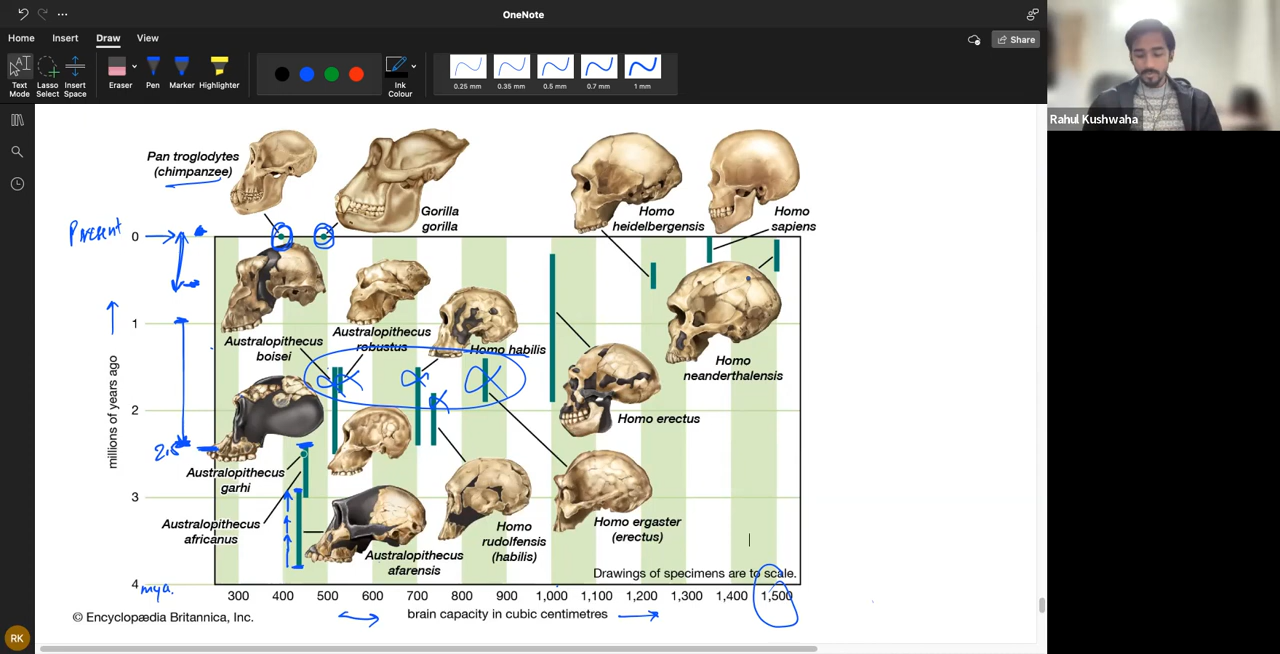 OneNote
Home Insert Draw View
Share
Text Mode
Lasso Select
Insert Space
Eraser
Pen
Marker
Highlighter
Ink Colour
0.25 mm
0.35 mm
0.5 mm
0.7 mm
1 mm
Rahul Kushwaha
Pan troglodytes
(chimpanzee)
Gorilla
gorilla
Homo
heidelbergensis
Homo
sapiens
Present
0
Australopithecus
boisei
Australopithecus
robustus
Homo habilis
Homo
neanderthalensis
1
millions of years ago
Homo erectus
2
2.5
Australopithecus
garhi
3
Australopithecus
africanus
Australopithecus
afarensis
Homo
rudolfensis
(habilis)
Homo ergaster
(erectus)
Drawings of specimens are to scale.
4
mya.
300 400 500 600 700 800 900 1,000 1,100 1,200 1,300 1,400 1,500
brain capacity in cubic centimetres
© Encyclopædia Britannica, Inc.
RK